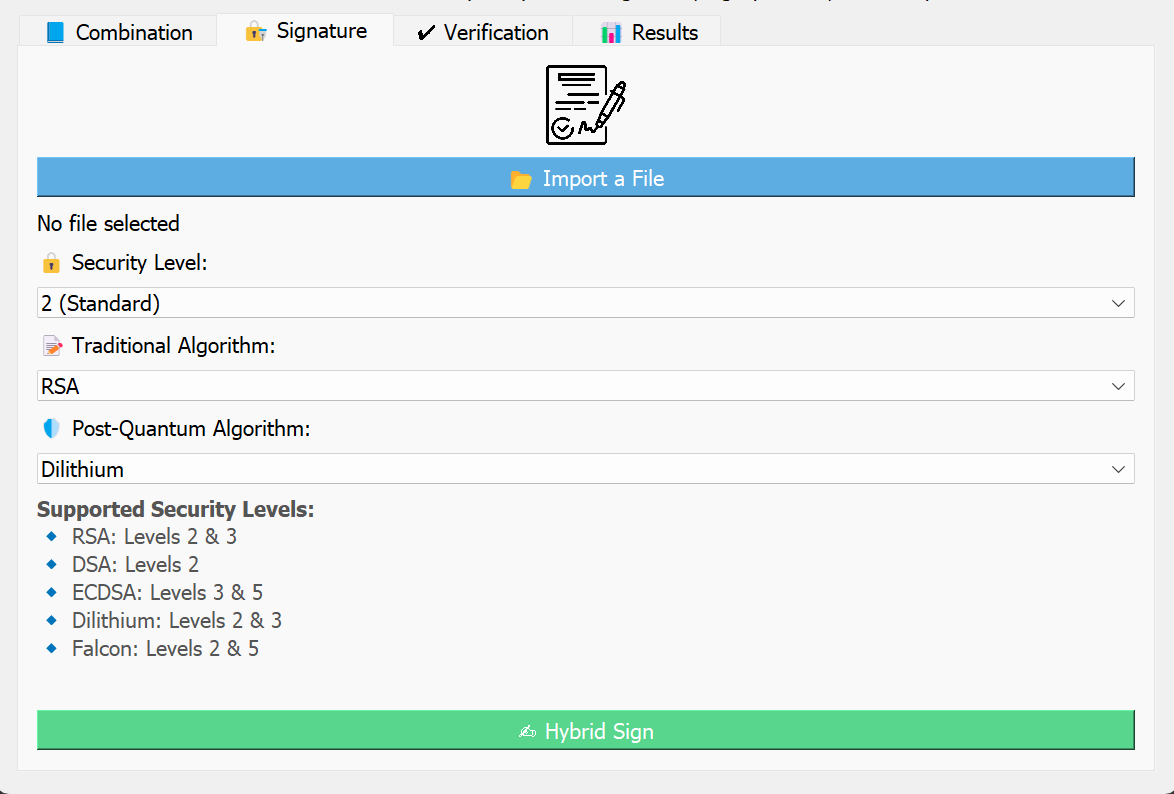 Combination Signature Verification Results
Import a File
No file selected
Security Level:
2 (Standard)
Traditional Algorithm:
RSA
Post-Quantum Algorithm:
Dilithium
Supported Security Levels:
RSA: Levels 2 & 3
DSA: Levels 2
ECDSA: Levels 3 & 5
Dilithium: Levels 2 & 3
Falcon: Levels 2 & 5
Hybrid Sign